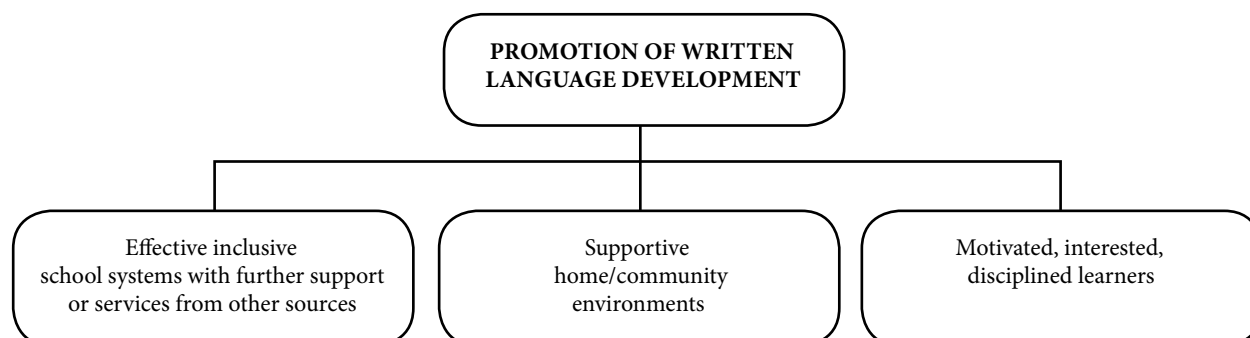 PROMOTION OF WRITTEN
LANGUAGE DEVELOPMENT
Effective inclusive
school systems with further support
or services from other sources
Supportive
home/community
environments
Motivated, interested,
disciplined learners